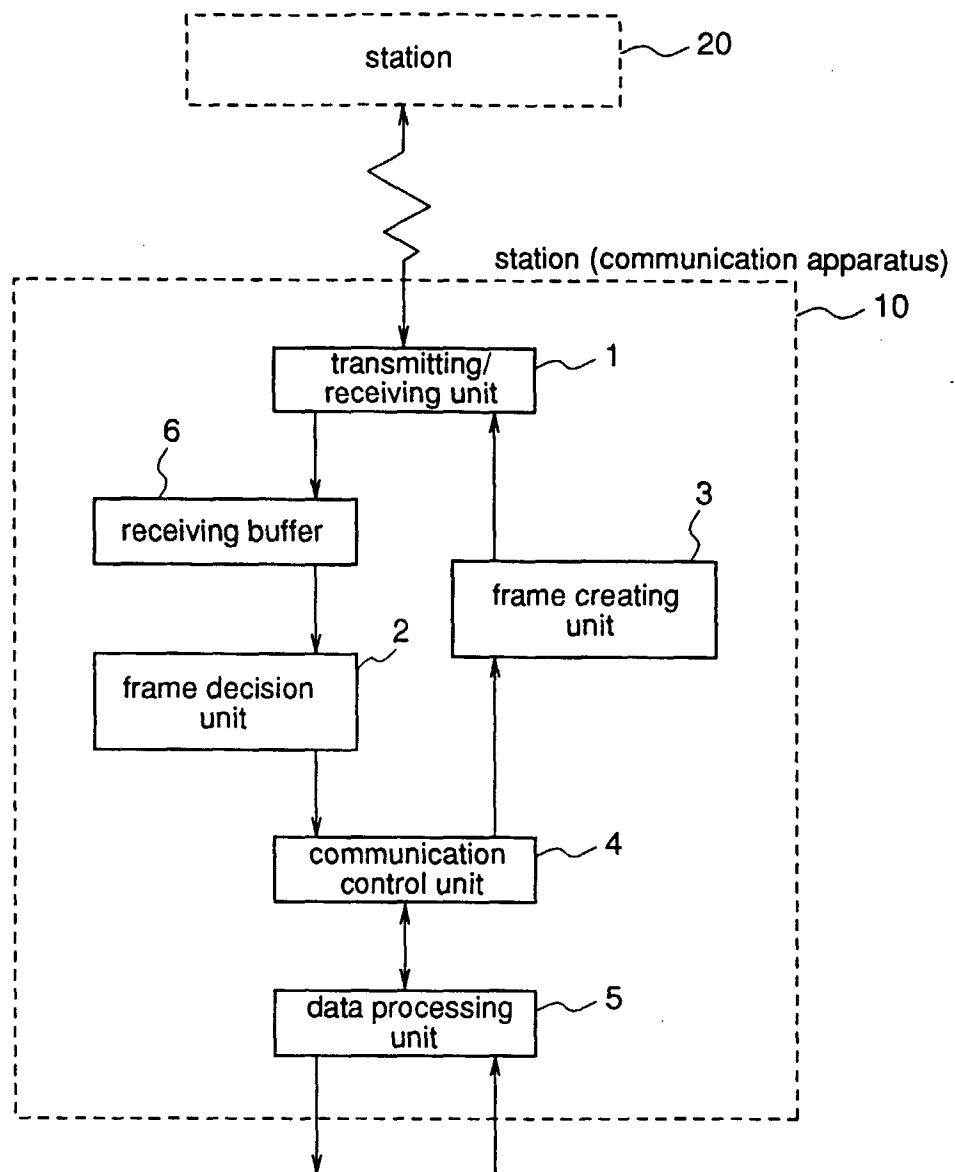 station
20
station (communication apparatus)
10
transmitting/
receiving unit
1
6
receiving buffer
3
frame creating
unit
2
frame decision
unit
communication
control unit
4
data processing
unit
5